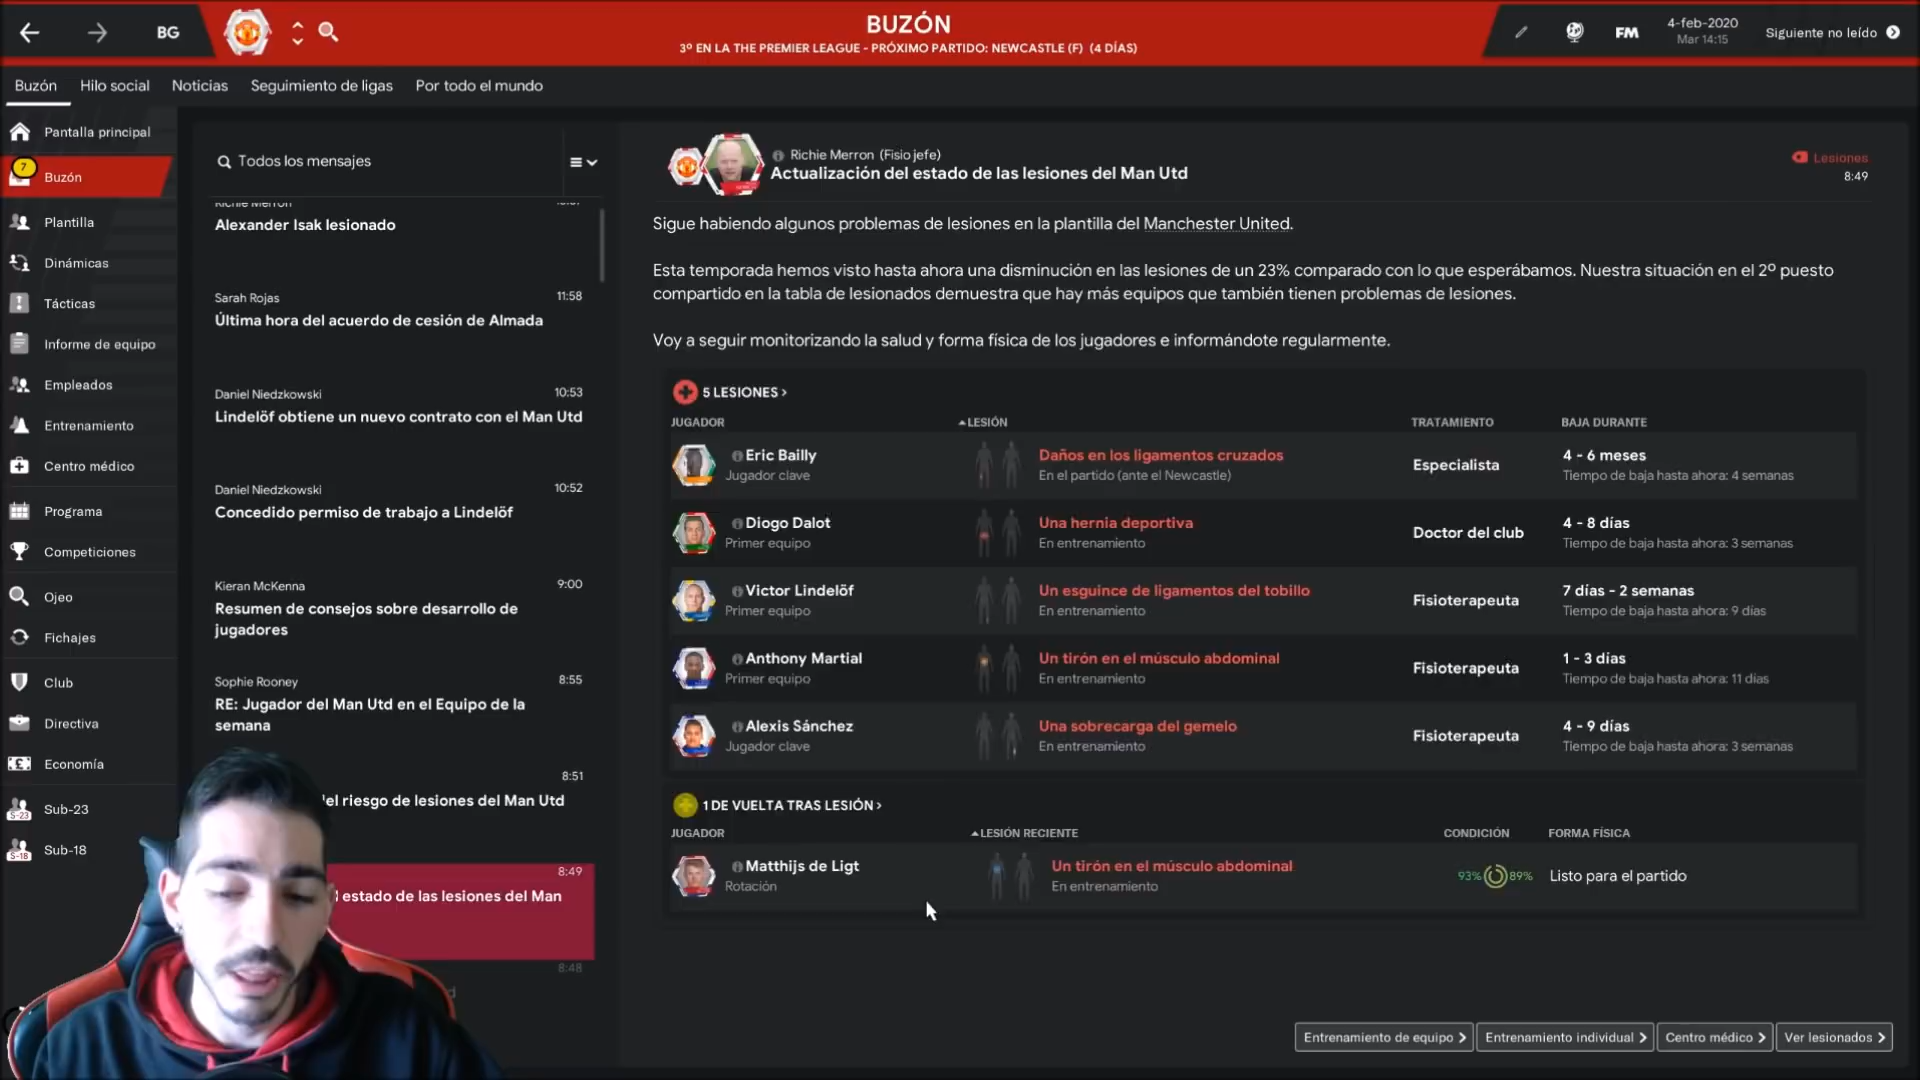 BG
BUZÓN
3º EN LA THE PREMIER LEAGUE - PRÓXIMO PARTIDO: NEWCASTLE (F) (4 DÍAS)
FM
4-feb-2020
Mar 14:15
Siguiente no leído
Buzón
Hilo social
Noticias
Seguimiento de ligas
Por todo el mundo
Pantalla principal
7
Buzón
Plantilla
Dinámicas
Tácticas
Informe de equipo
Empleados
Entrenamiento
Centro médico
Programa
Competiciones
Ojeo
Fichajes
Club
Directiva
Economía
S-23
Sub-23
S-18
Sub-18
Todos los mensajes
Richie Merron
Alexander Isak lesionado
Sarah Rojas
11:58
Última hora del acuerdo de cesión de Almada
Daniel Niedzkowski
10:53
Lindelöf obtiene un nuevo contrato con el Man Utd
Daniel Niedzkowski
10:52
Concedido permiso de trabajo a Lindelöf
Kieran McKenna
9:00
Resumen de consejos sobre desarrollo de
jugadores
Sophie Rooney
8:55
RE: Jugador del Man Utd en el Equipo de la
semana
8:51
el riesgo de lesiones del Man Utd
8:49
estado de las lesiones del Man
8:48
Richie Merron (Fisio jefe)
Actualización del estado de las lesiones del Man Utd
Lesiones
8:49
Sigue habiendo algunos problemas de lesiones en la plantilla del Manchester United.
Esta temporada hemos visto hasta ahora una disminución en las lesiones de un 23% comparado con lo que esperábamos. Nuestra situación en el 2º puesto
compartido en la tabla de lesionados demuestra que hay más equipos que también tienen problemas de lesiones.
Voy a seguir monitorizando la salud y forma física de los jugadores e informándote regularmente.
5 LESIONES >
JUGADOR LESIÓN TRATAMIENTO BAJA DURANTE
Eric Bailly Daños en los ligamentos cruzados Especialista 4 - 6 meses
Jugador clave En el partido (ante el Newcastle) Tiempo de baja hasta ahora: 4 semanas
Diogo Dalot Una hernia deportiva Doctor del club 4 - 8 días
Primer equipo En entrenamiento Tiempo de baja hasta ahora: 3 semanas
Victor Lindelöf Un esguince de ligamentos del tobillo Fisioterapeuta 7 días - 2 semanas
Primer equipo En entrenamiento Tiempo de baja hasta ahora: 9 días
Anthony Martial Un tirón en el músculo abdominal Fisioterapeuta 1 - 3 días
Primer equipo En entrenamiento Tiempo de baja hasta ahora: 11 días
Alexis Sánchez Una sobrecarga del gemelo Fisioterapeuta 4 - 9 días
Jugador clave En entrenamiento Tiempo de baja hasta ahora: 3 semanas
1 DE VUELTA TRAS LESIÓN >
JUGADOR LESIÓN RECIENTE CONDICIÓN FORMA FÍSICA
Matthijs de Ligt Un tirón en el músculo abdominal 93% 89% Listo para el partido
Rotación En entrenamiento
Entrenamiento de equipo >
Entrenamiento individual >
Centro médico >
Ver lesionados >